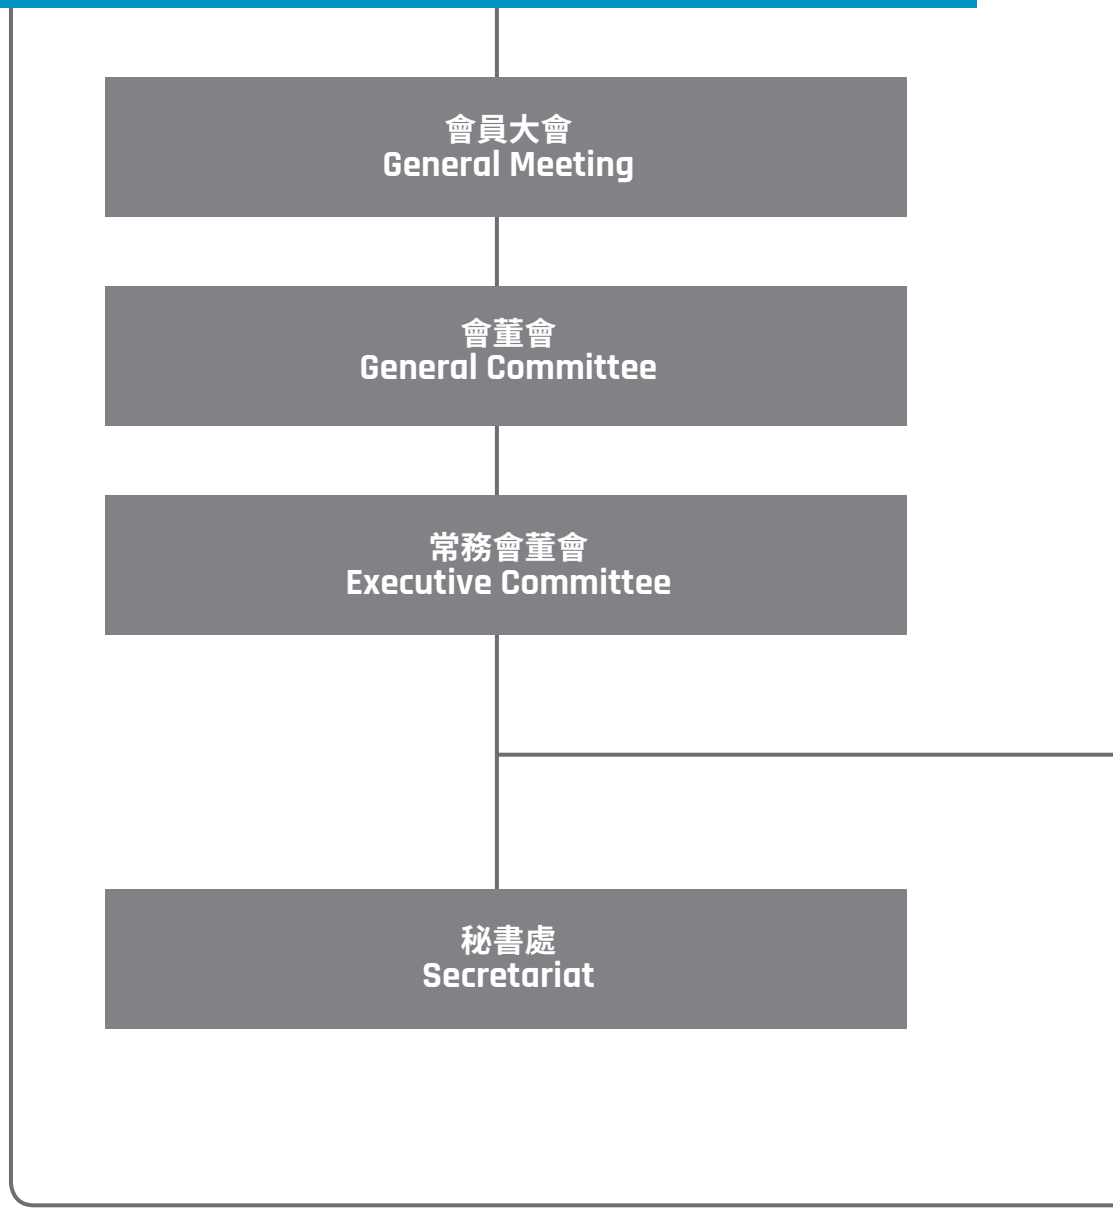 會員大會
General Meeting
會董會
General Committee
常務會董會
Executive Committee
秘書處
Secretariat